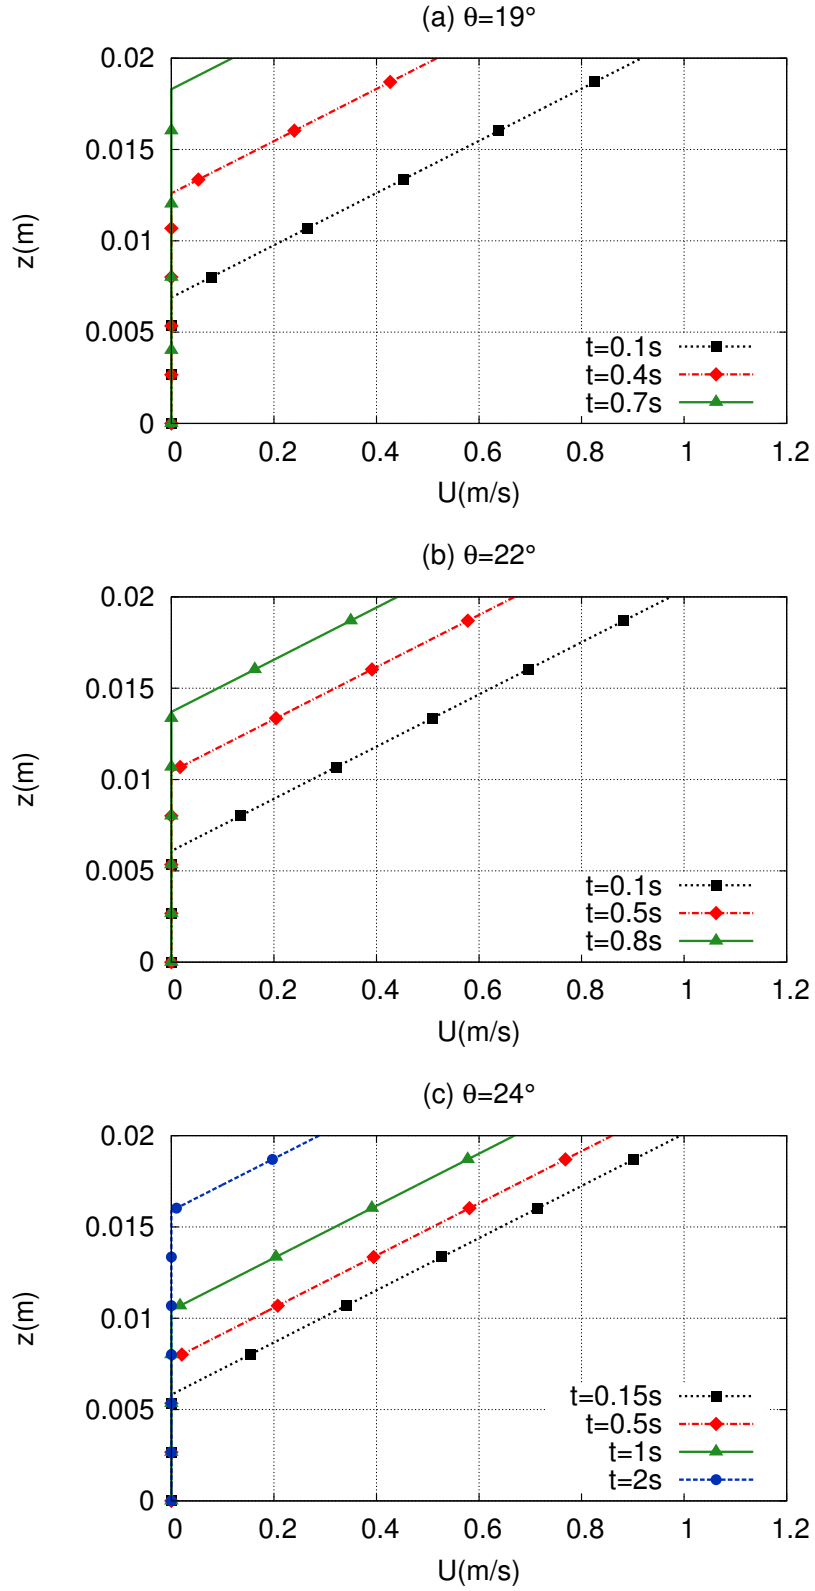 (a) θ=19°
0.02
0.015
0.01
0.005
0
z(m)
t=0.1s
t=0.4s
t=0.7s
0 0.2 0.4 0.6 0.8 1 1.2
U(m/s)
(b) θ=22°
0.02
0.015
0.01
0.005
0
z(m)
t=0.1s
t=0.5s
t=0.8s
0 0.2 0.4 0.6 0.8 1 1.2
U(m/s)
(c) θ=24°
0.02
0.015
0.01
0.005
0
z(m)
t=0.15s
t=0.5s
t=1s
t=2s
0 0.2 0.4 0.6 0.8 1 1.2
U(m/s)